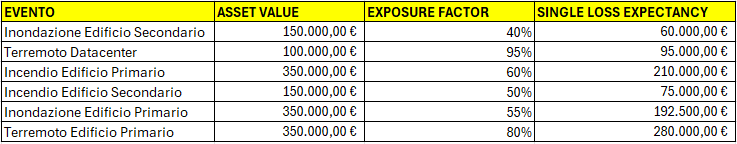 EVENTO ASSET VALUE EXPOSURE FACTOR SINGLE LOSS EXPECTANCY
Inondazione Edificio Secondario 150.000,00 € 40% 60.000,00 €
Terremoto Datacenter 100.000,00 € 95% 95.000,00 €
Incendio Edificio Primario 350.000,00 € 60% 210.000,00 €
Incendio Edificio Secondario 150.000,00 € 50% 75.000,00 €
Inondazione Edificio Primario 350.000,00 € 55% 192.500,00 €
Terremoto Edificio Primario 350.000,00 € 80% 280.000,00 €